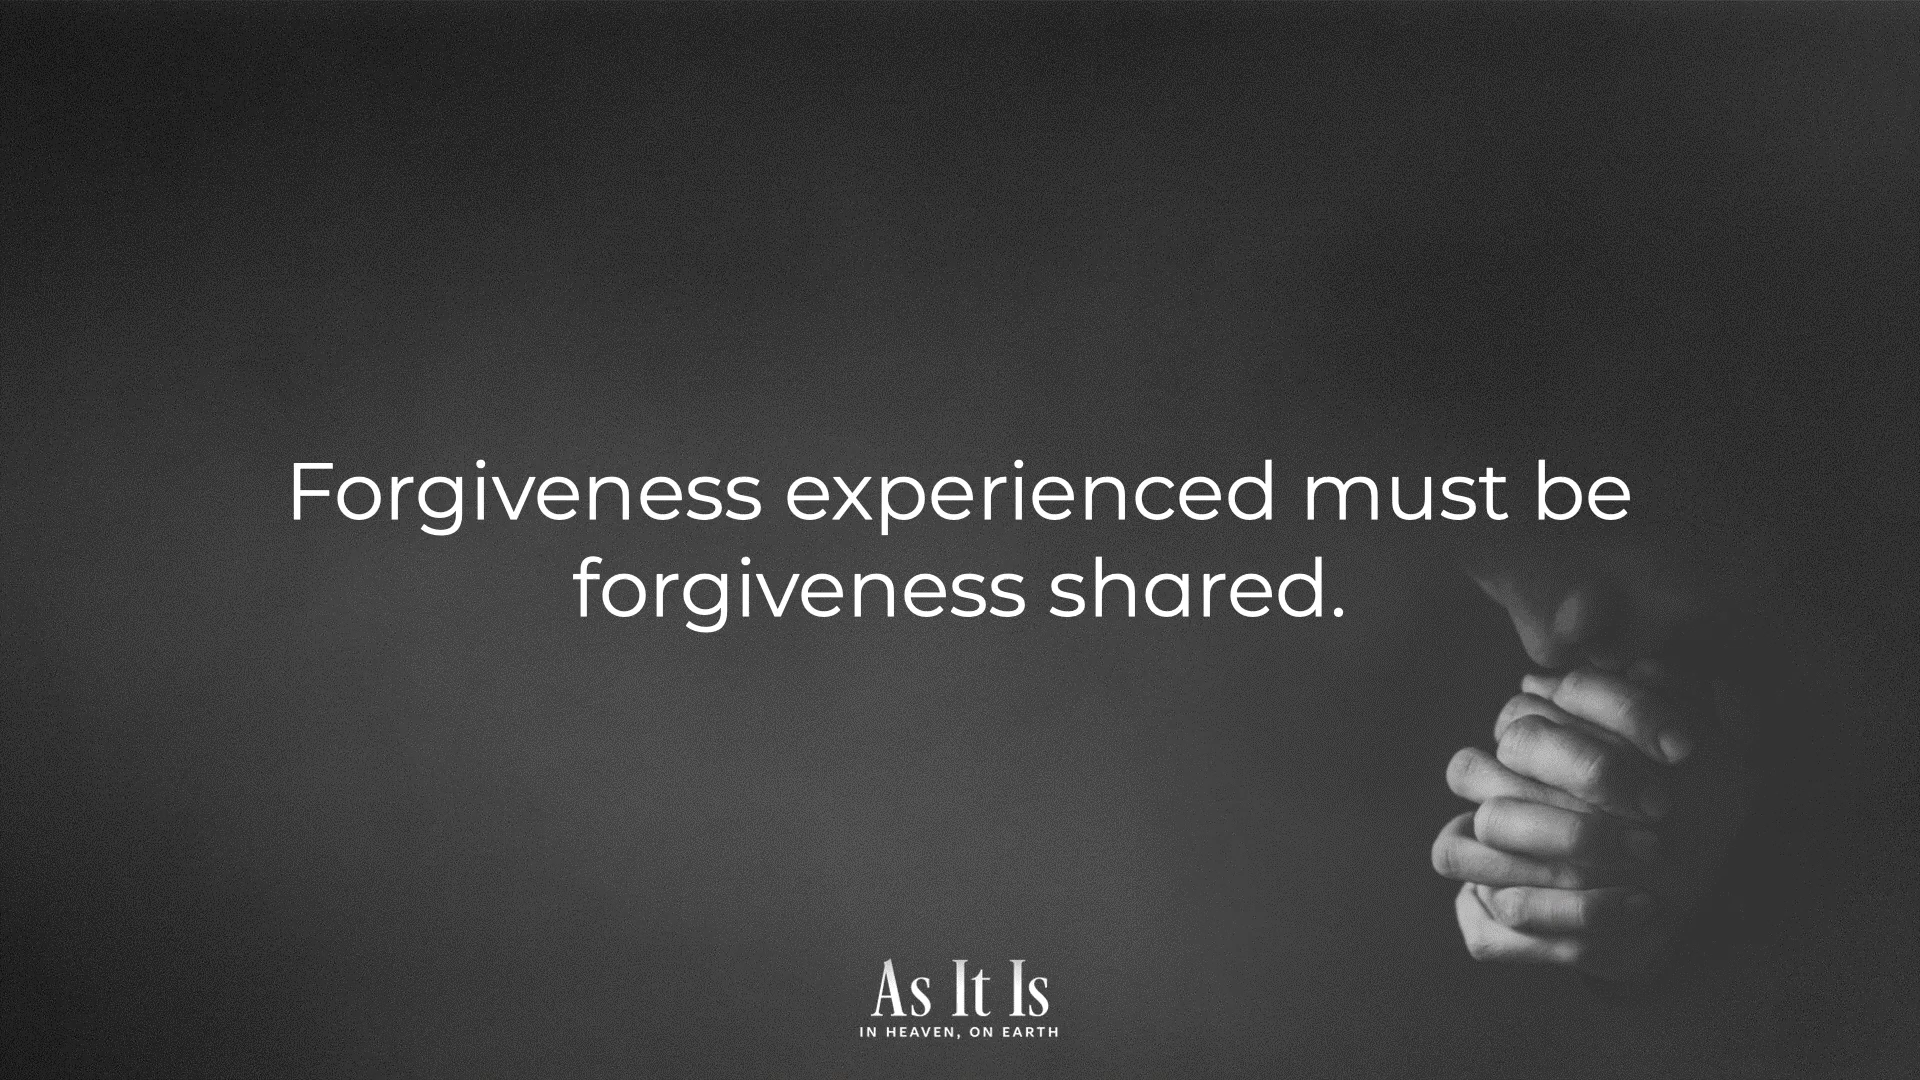 Forgiveness experienced must be
forgiveness shared.
As It Is
IN HEAVEN, ON EARTH